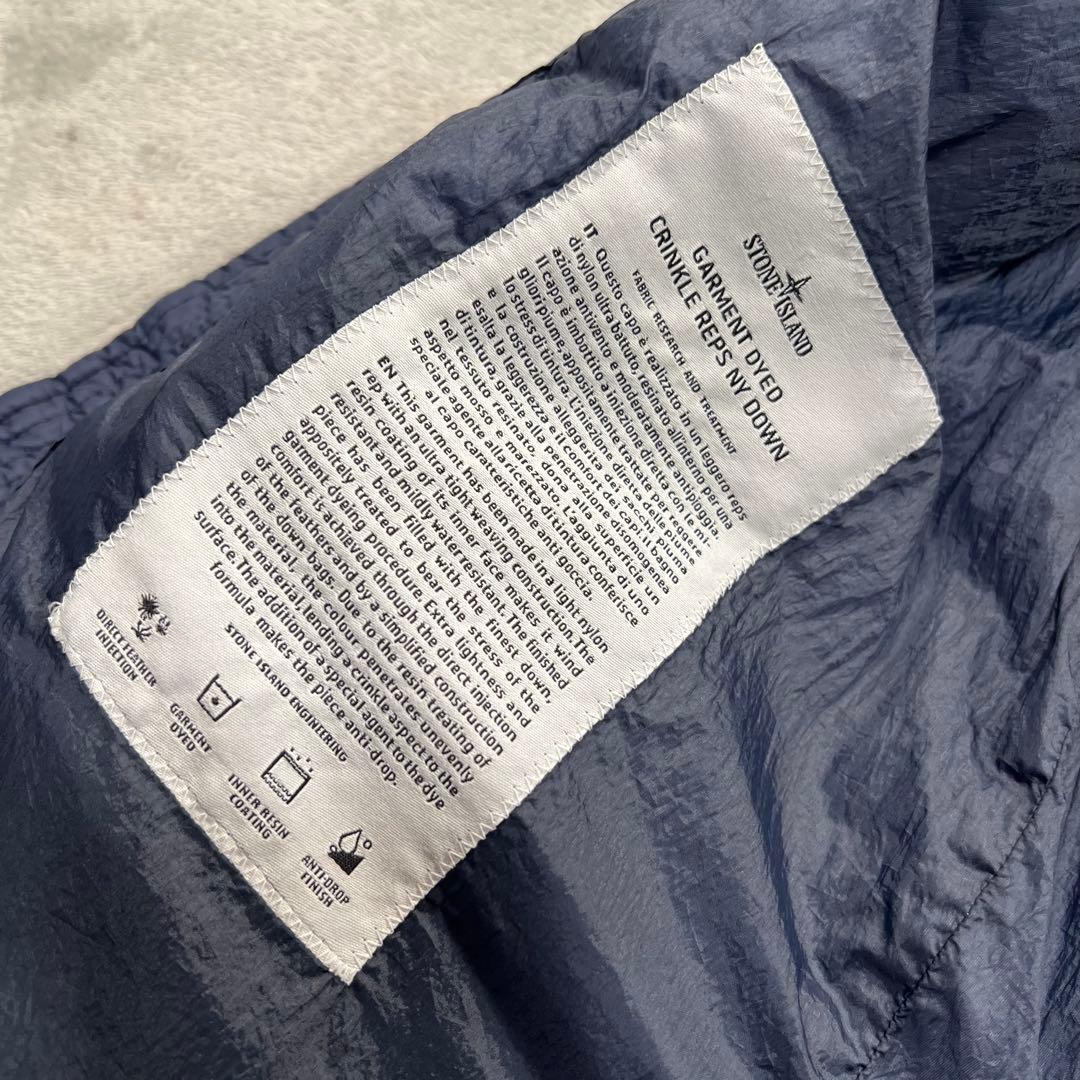 STONE ISLAND
GARMENT DYED
CRINKLE REPS NY DOWN
FABRIC RESEARCH AND TREATMENT
IT Questo capo è realizzato in un leggero reps
di nylon ultra battuto, resinato all'interno per una
azione antivento e moderatamente antipioggia.
Il capo è imbottito a iniezione diretta con le mi-
gliori piume, appositamente trattate per reggere
lo stress di tintura. L'iniezione diretta delle piume
e la costruzione alleggerita dei sacchi piuma
esalta la leggerezza e il comfort dei capi. Il bagno
di tintura, grazie alla penetrazione disomogenea
nel tessuto resinato, dona alla superficie un
aspetto mosso e marezzato. L'aggiunta di uno
speciale agente alla ricetta di tintura conferisce
al capo caratteristiche anti goccia.
EN This garment has been made in a light nylon
rep with an ultra tight weaving construction. The
resin coating of its inner face makes it wind
resistant and mildly water resistant. The finished
piece has been filled with the finest down,
appositely treated to bear the stress of the
garment dyeing procedure. Extra lightness and
comfort is achieved through the direct injection
of the feathers and by a simplified construction
of the down bags. Due to the resin treating of
the material, the colour penetrates unevenly
into the material, lending a crinkle aspect to the
surface. The addition of a special agent to the dye
formula makes the piece anti-drop.
STONE ISLAND ENGINEERING
DIRECT FEATHER
INJECTION
GARMENT
DYED
INNER RESIN
COATING
ANTI-DROP
FINISH